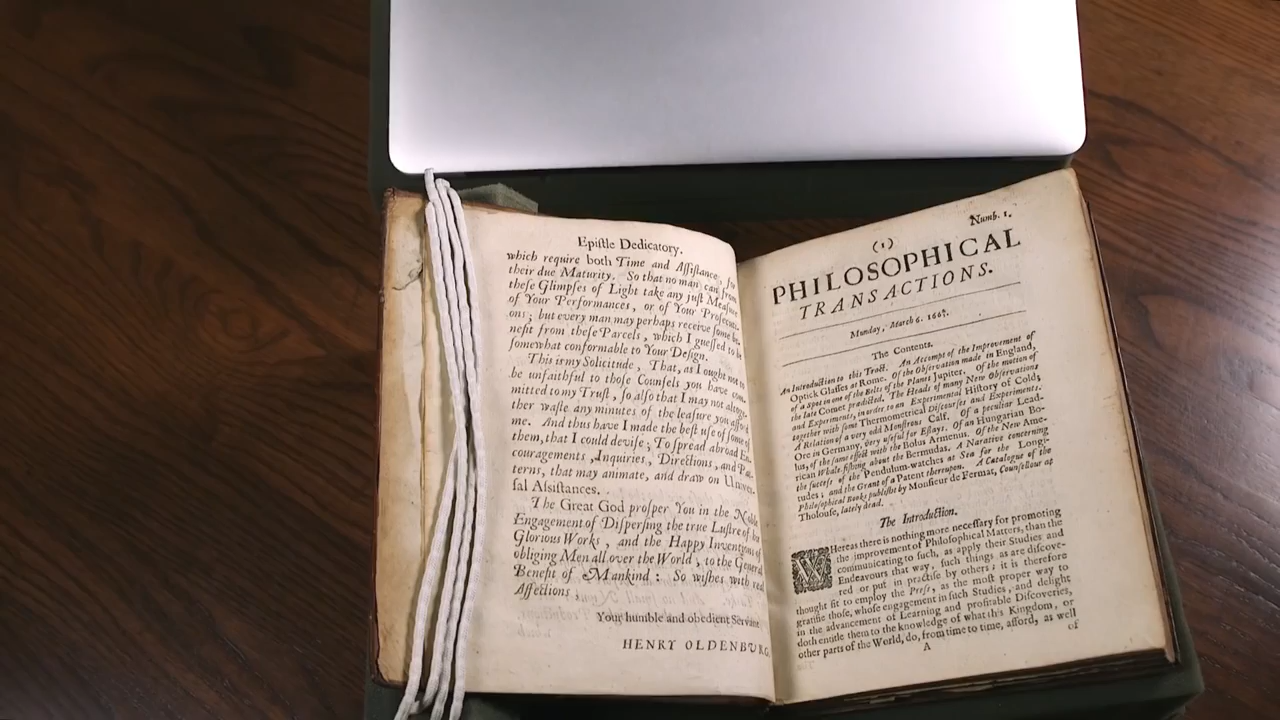 Epiſtle Dedicatory.
which require both Time and Aſſiſtance, for
their due Maturity. So that no man can from
theſe Glimpſes of Light take any juſt Meaſure
of Your Performances, or of Your Proſecuti-
ons; but every man may perhaps receive ſome be-
nefit from theſe Parcels, which I gueſſed to be
ſomewhat conformable to Your Deſign.
This is my Solicitude, That, as I ought not to
be unfaithful to thoſe Counſels you have com-
mitted to my Truſt, ſo alſo that I may not altoge-
ther waſte any minutes of the leaſure you afford
me. And thus have I made the beſt uſe of ſome of
them, that I could deviſe; To ſpread abroad En-
couragements, Inquiries, Directions, and Pat-
terns, that may animate, and draw on Univer-
ſal Aſsiſtances.
The Great God proſper You in the Noble
Engagement of Diſperſing the true Luſtre of his
Glorious Works, and the Happy Inventions of
obliging Men all over the World, to the General
Benefit of Mankind: So wiſhes with real
Affections,
Your humble and obedient Servant
HENRY OLDENBURG.
Numb. 1.
(1)
PHILOSOPHICAL
TRANSACTIONS.
Munday, March 6. 166⅘.
The Contents.
An Introduction to this Tract. An Accompt of the Improvement of
Optick Glaſſes at Rome. Of the Obſervation made in England,
of a Spot in one of the Belts of the Planet Jupiter. Of the motion of
the late Comet prædicted. The Heads of many New Obſervations
and Experiments, in order to an Experimental Hiſtory of Cold;
together with ſome Thermometrical Diſcourſes and Experiments.
A Relation of a very odd Monſtrous Calf. Of a peculiar Lead-
Ore in Germany, very uſeful for Eſſays. Of an Hungarian Bo-
lus, of the ſame effect with the Bolus Armenus. Of the New Ame-
rican Whale-fiſhing about the Bermudas. A Narative concerning
the ſucceſs of the Pendulum-watches at Sea for the Longi-
tudes; and the Grant of a Patent thereupon. A Catalogue of the
Philoſophical Books publiſht by Monſieur de Fermat, Counſellour at
Tholouſe, lately dead.
The Introduction.
WHereas there is nothing more neceſſary for promoting
the improvement of Philoſophical Matters, than the
communicating to ſuch, as apply their Studies and
Endeavours that way, ſuch things as are diſcove-
red or put in practiſe by others; it is therefore
thought fit to employ the Preſs, as the moſt proper way to
gratifie thoſe, whoſe engagement in ſuch Studies, and delight
in the advancement of Learning and profitable Diſcoveries,
doth entitle them to the knowledge of what this Kingdom, or
other parts of the World, do, from time to time, afford, as well
A
of